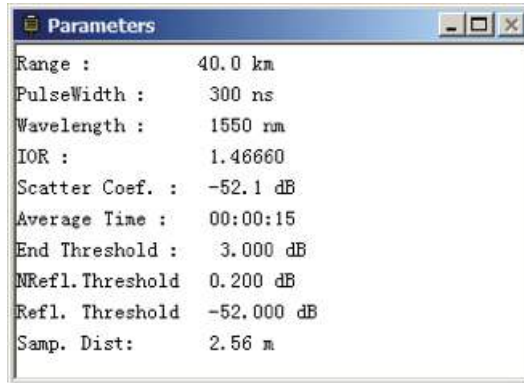 Parameters
Range : 40.0 km
PulseWidth : 300 ns
Wavelength : 1550 nm
IOR : 1.46660
Scatter Coef. : -52.1 dB
Average Time : 00:00:15
End Threshold : 3.000 dB
NRefl.Threshold 0.200 dB
Refl. Threshold -52.000 dB
Samp. Dist: 2.56 m